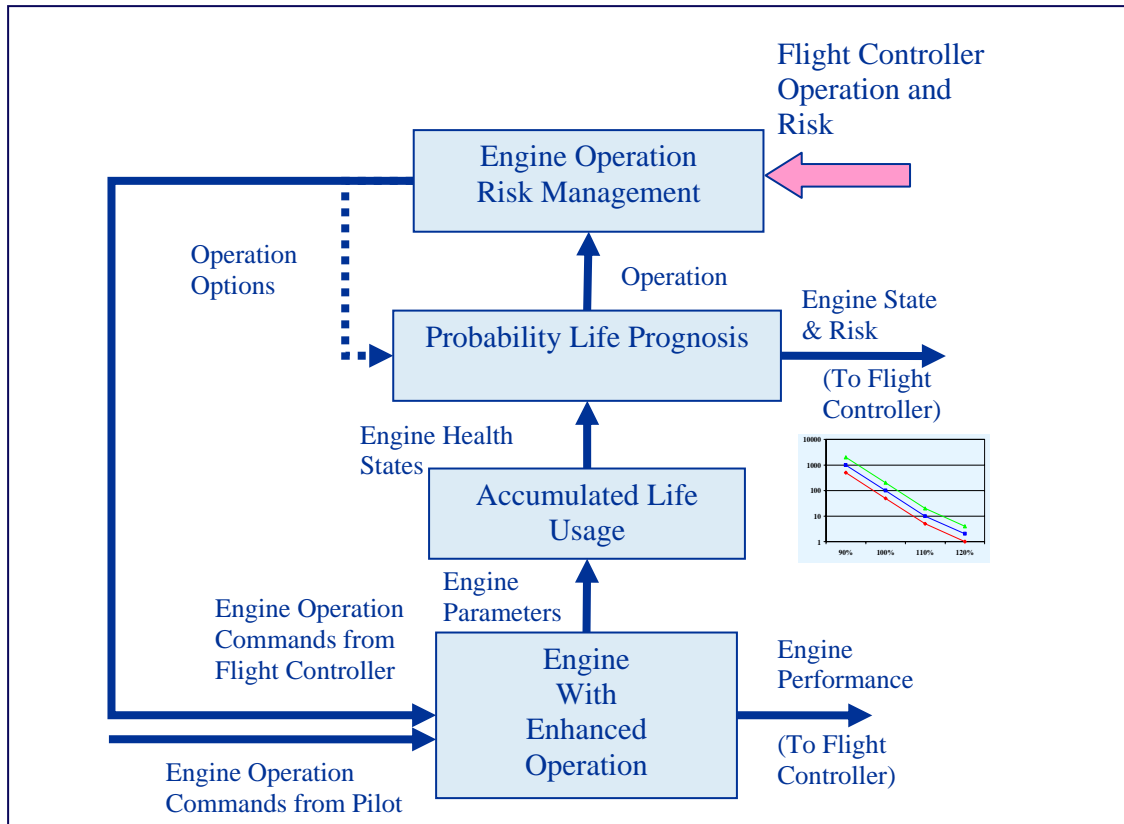 Flight Controller
Operation and
Risk
Engine Operation
Risk Management
Operation
Options
Operation
Engine State
& Risk
Probability Life Prognosis
(To Flight
Controller)
Engine Health
States
10000
1000
100
10
1
90%
100%
110%
120%
Accumulated Life
Usage
Engine
Parameters
Engine Operation
Commands from
Flight Controller
Engine
With
Enhanced
Operation
Engine
Performance
(To Flight
Controller)
Engine Operation
Commands from Pilot